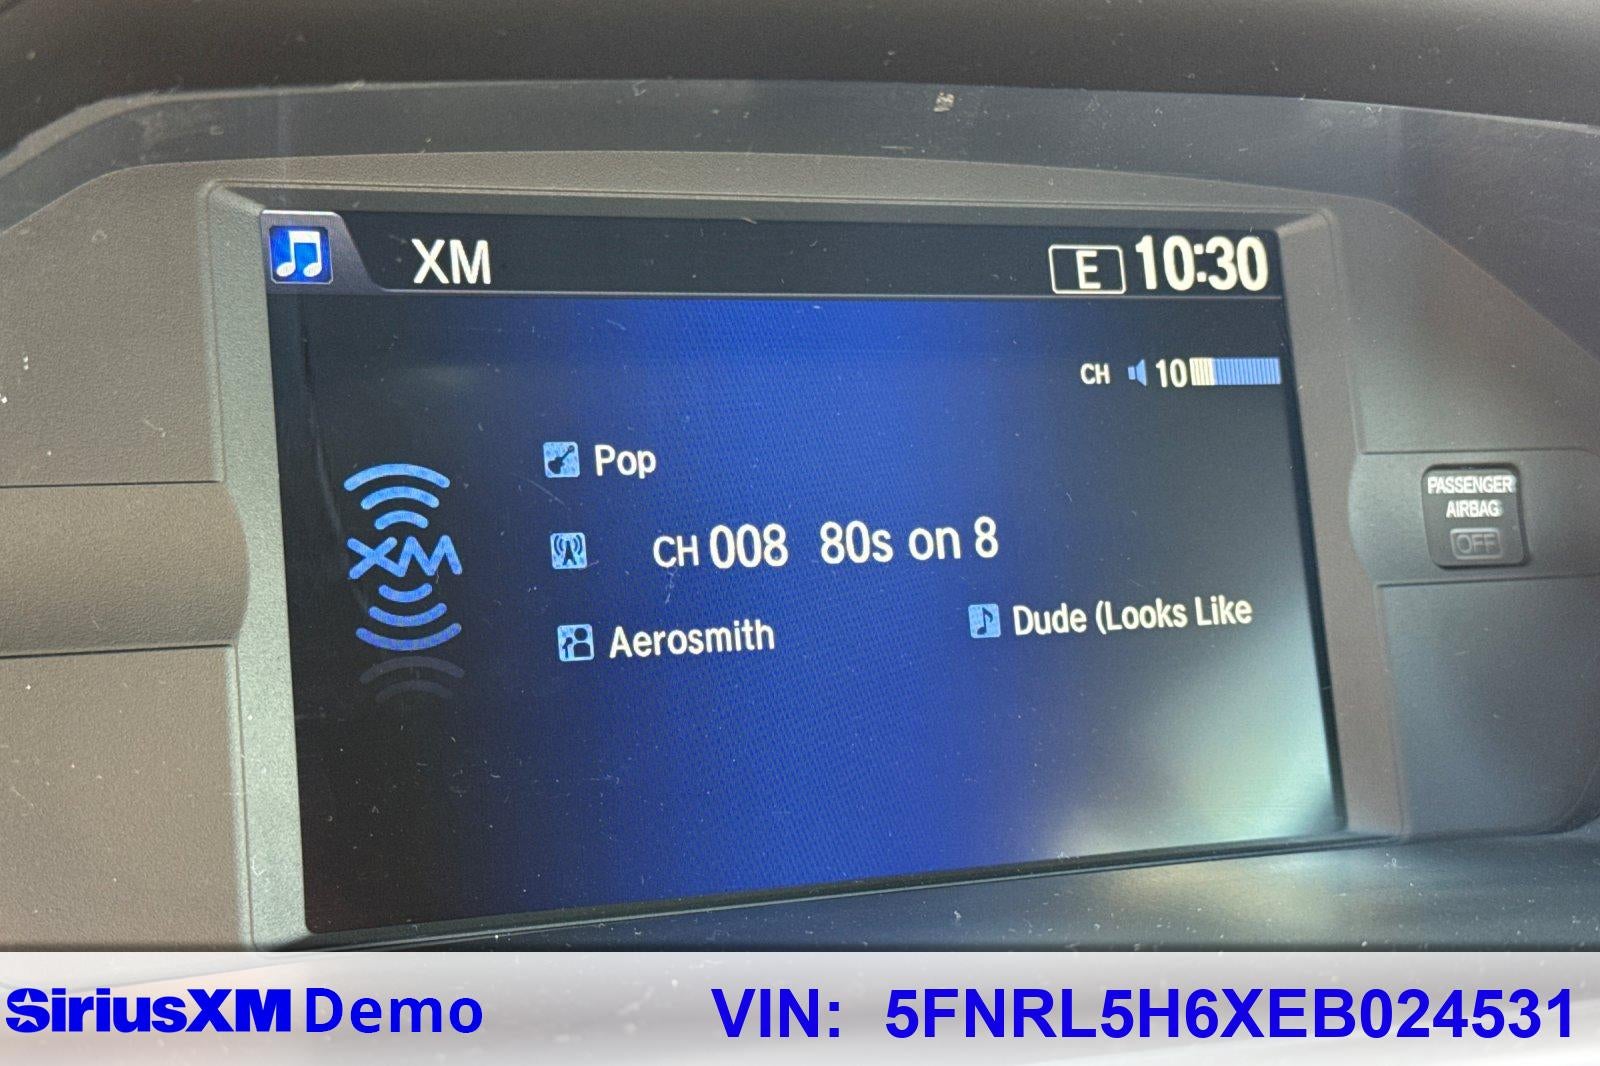 XM
E 10:30
CH 10
Pop
CH 008 80s on 8
XM
Aerosmith
Dude (Looks Like
PASSENGER
AIRBAG
OFF
SiriusXM Demo
VIN: 5FNRL5H6XEB024531